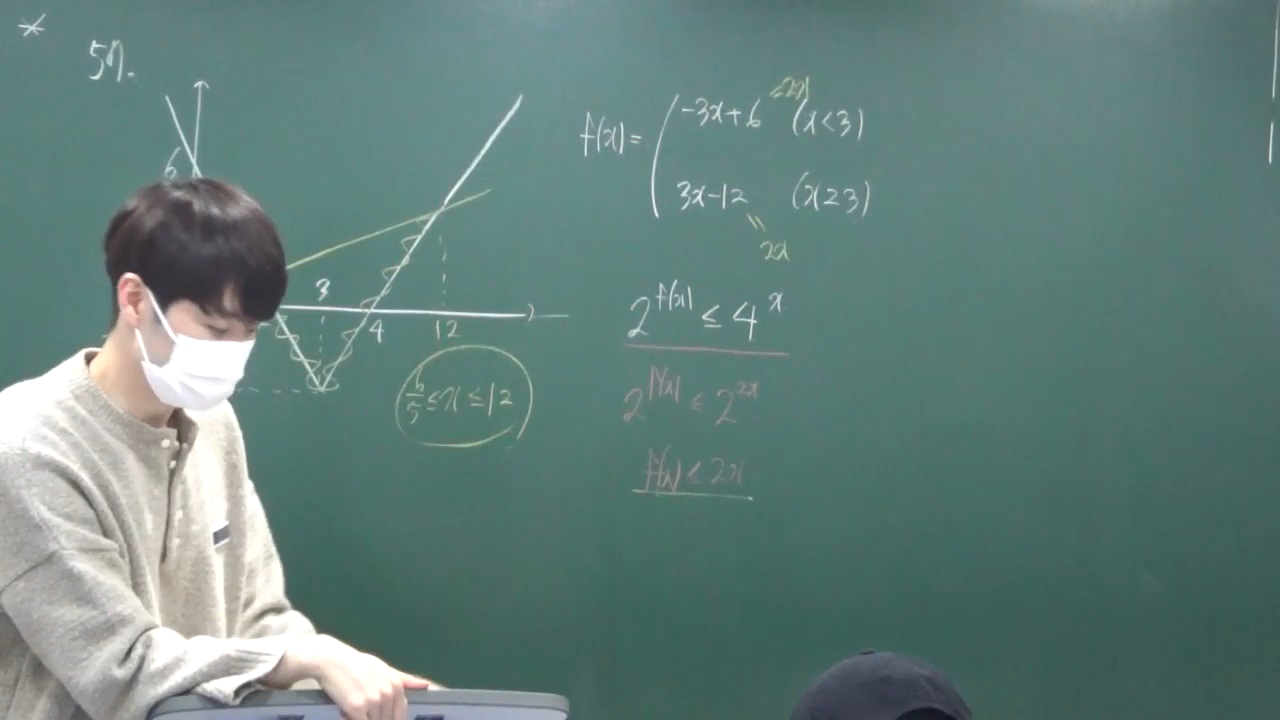 57.
6
3
4
12
6/5 ≤ x ≤ 12
f(x) = { -3x+6 ≤2x (x<3)
3x-12 (x≥3)
2x
2^f(x) ≤ 4^x
2^f(x) ≤ 2^2x
f(x) ≤ 2x